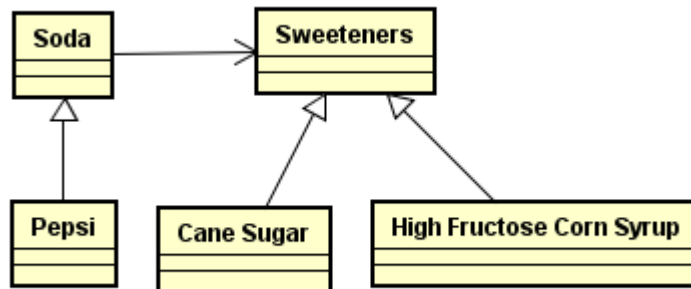 Soda
Sweeteners
Pepsi
Cane Sugar
High Fructose Corn Syrup